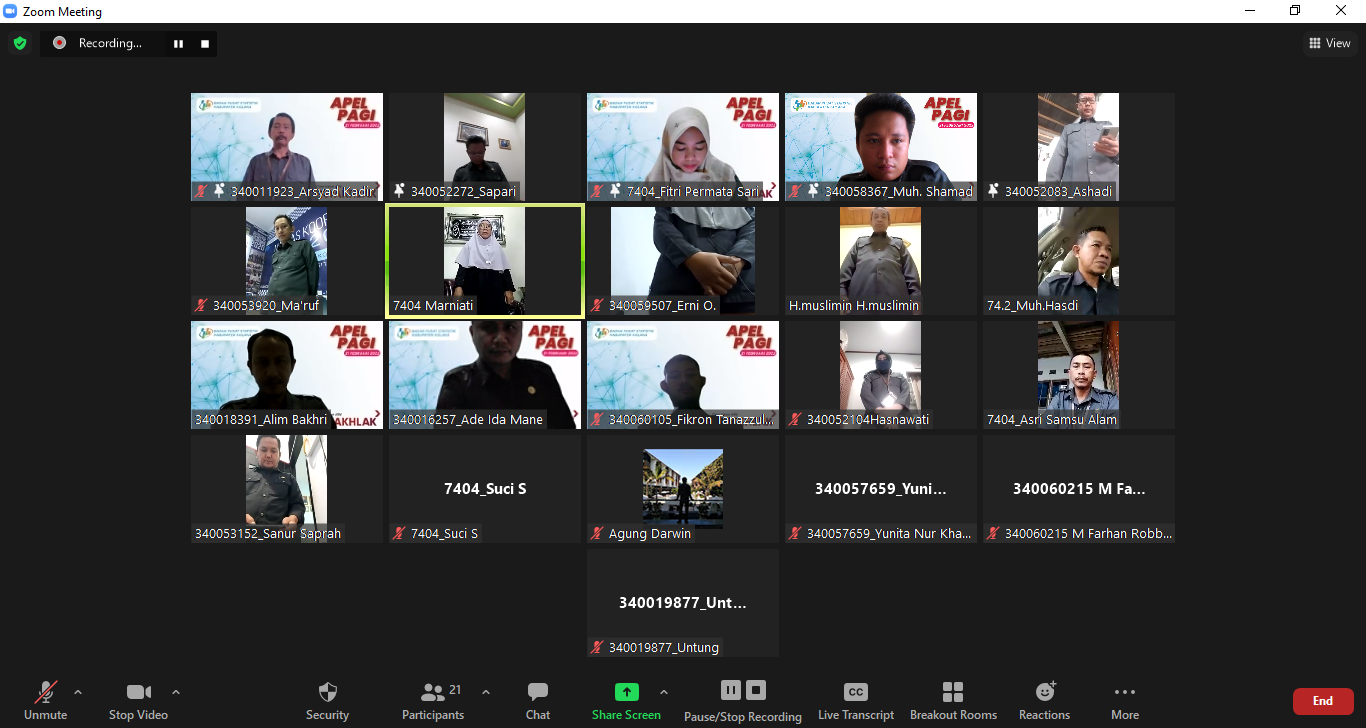 Zoom Meeting
Recording...
View
APEL
PAGI
340011923_Arsyad Kadir
340052272_Sapari
APEL
PAGI
7404_Fitri Permata Sari
APEL
PAGI
340058367_Muh. Shamad
340052083_Ashadi
340053920_Ma'ruf
7404 Marniati
340059507_Erni O.
H.muslimin H.muslimin
74.2_Muh.Hasdi
APEL
PAGI
AKHLAK
340018391_Alim Bakhri
APEL
PAGI
340016257_Ade Ida Mane
APEL
PAGI
340060105_Fikron Tanazzul...
340052104Hasnawati
7404_Asri Samsu Alam
340053152_Sanur Saprah
7404_Suci S
7404_Suci S
Agung Darwin
340057659_Yuni...
340057659_Yunita Nur Kha...
340060215 M Fa...
340060215 M Farhan Robb...
340019877_Unt...
340019877_Untung
Unmute
Stop Video
Security
Participants
21
Chat
Share Screen
Pause/Stop Recording
CC
Live Transcript
Breakout Rooms
Reactions
More
End